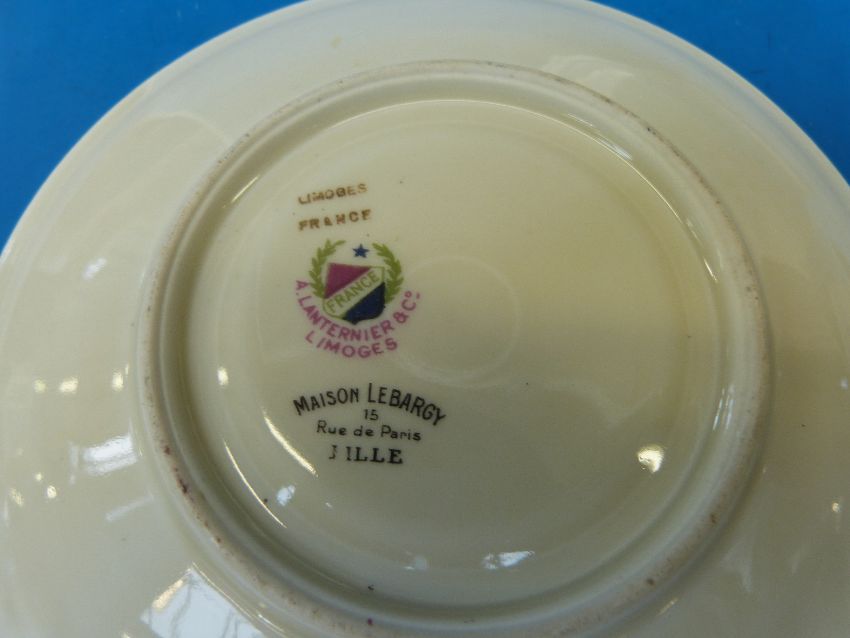 LIMOGES
FRANCE
FRANCE
A. LANTERNIER & Cº
LIMOGES
MAISON LEBARGY
15
Rue de Paris
LILLE